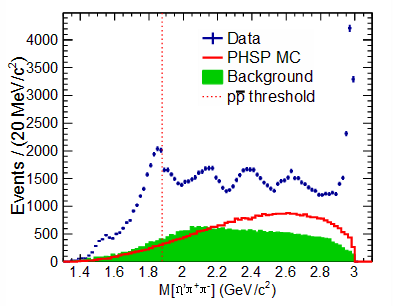 Events / (20 MeV/c²)
4000
3500
3000
2500
2000
1500
1000
500
0
Data
PHSP MC
Background
pp̅ threshold
1.4 1.6 1.8 2 2.2 2.4 2.6 2.8 3
M[η'π⁺π⁻] (GeV/c²)